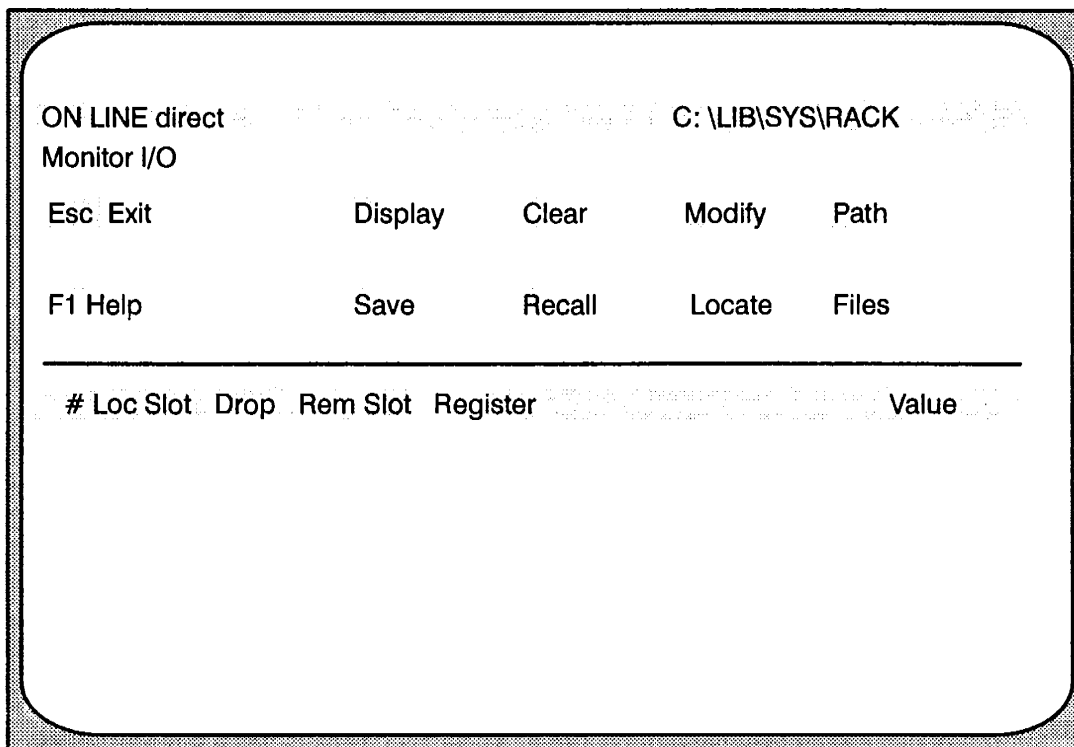 ON LINE direct C: \LIB\SYS\RACK
Monitor I/O
Esc Exit Display Clear Modify Path
F1 Help Save Recall Locate Files
# Loc Slot Drop Rem Slot Register Value